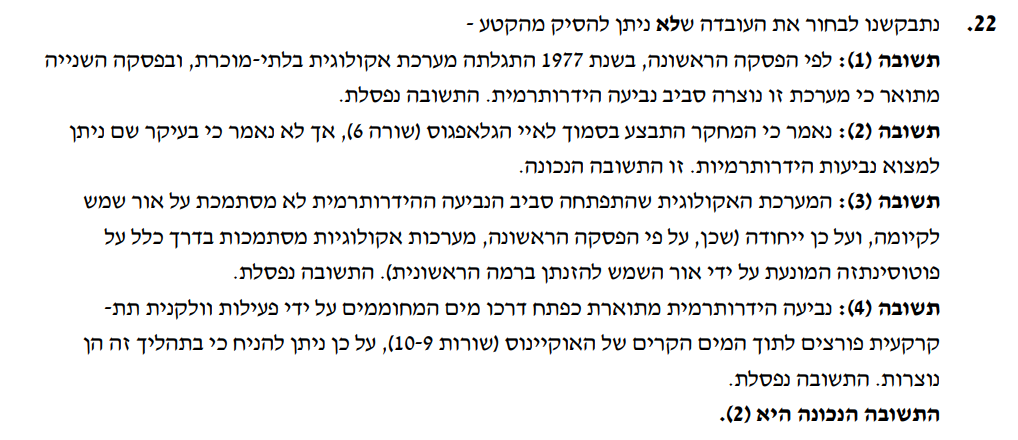 22. נתבקשנו לבחור את העובדה שלא ניתן להסיק מהקטע -
תשובה (1): לפי הפסקה הראשונה, בשנת 1977 התגלתה מערכת אקולוגית בלתי-מוכרת, ובפסקה השנייה
מתואר כי מערכת זו נוצרה סביב נביעה הידרותרמית. התשובה נפסלת.
תשובה (2): נאמר כי המחקר התבצע בסמוך לאיי הגלאפגוס (שורה 6), אך לא נאמר כי בעיקר שם ניתן
למצוא נביעות הידרותרמיות. זו התשובה הנכונה.
תשובה (3): המערכת האקולוגית שהתפתחה סביב הנביעה ההידרותרמית לא מסתמכת על אור שמש
לקיומה, ועל כן ייחודה (שכן, על פי הפסקה הראשונה, מערכות אקולוגיות מסתמכות בדרך כלל על
פוטוסינתזה המונעת על ידי אור השמש להזנתן ברמה הראשונית). התשובה נפסלת.
תשובה (4): נביעה הידרותרמית מתוארת כפתח דרכו מים המחוממים על ידי פעילות וולקנית תת-
קרקעית פורצים לתוך המים הקרים של האוקיינוס (שורות 10-9), על כן ניתן להניח כי בתהליך זה הן
נוצרות. התשובה נפסלת.
התשובה הנכונה היא (2).